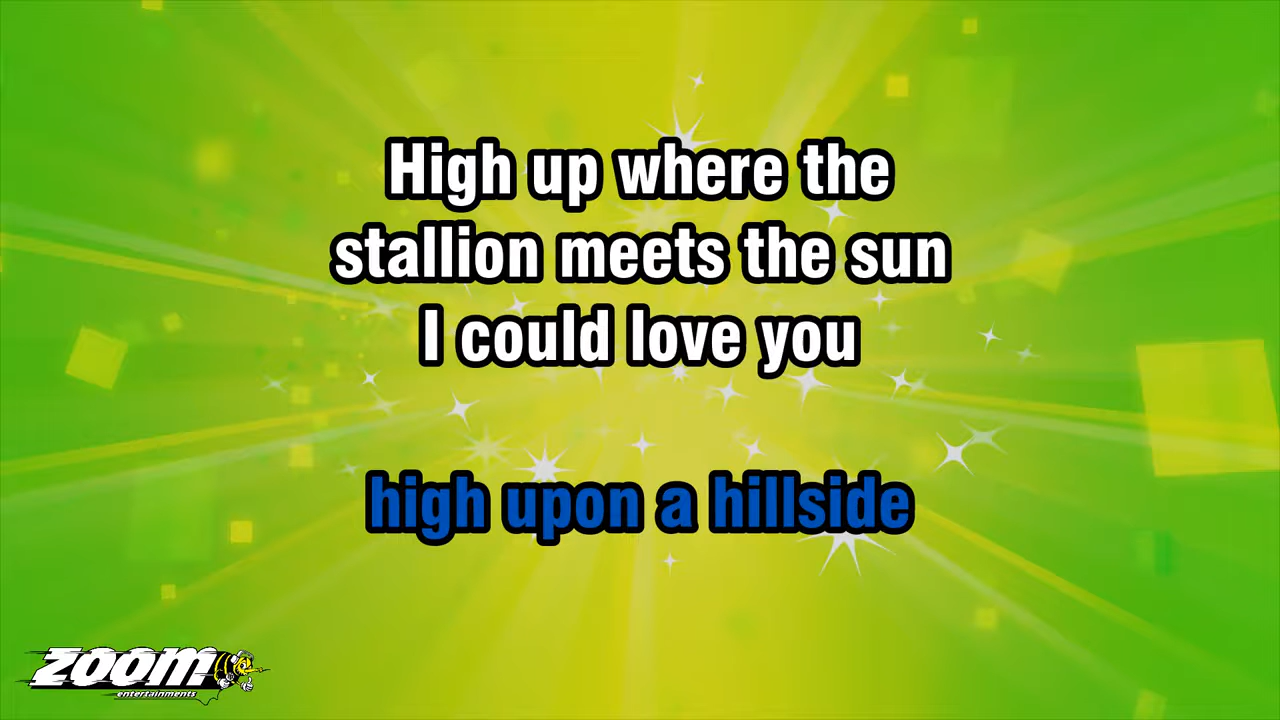 High up where the
stallion meets the sun
I could love you
high upon a hillside
zoom
entertainments